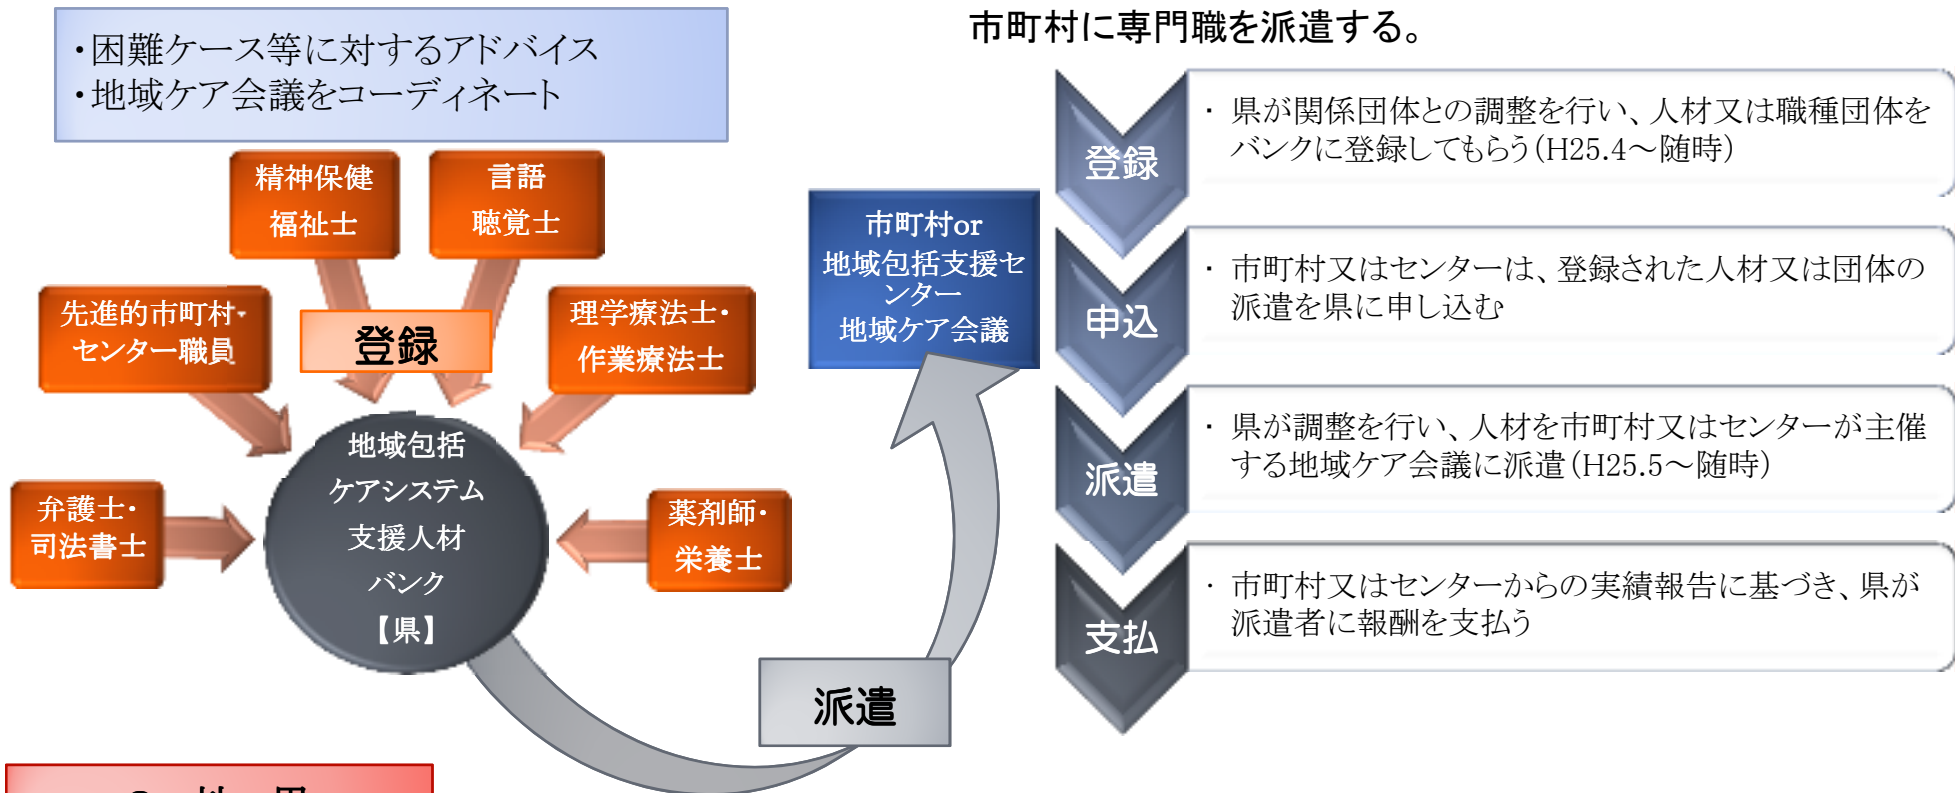 ・困難ケース等に対するアドバイス
・地域ケア会議をコーディネート
市町村に専門職を派遣する。
精神保健
福祉士
言語
聴覚士
先進的市町村・
センター職員
登録
理学療法士・
作業療法士
弁護士・
司法書士
地域包括
ケアシステム
支援人材
バンク
【県】
薬剤師・
栄養士
市町村or
地域包括支援セ
ンター
地域ケア会議
派遣
登録
・県が関係団体との調整を行い、人材又は職種団体を
バンクに登録してもらう(H25.4～随時)
申込
・市町村又はセンターは、登録された人材又は団体の
派遣を県に申し込む
派遣
・県が調整を行い、人材を市町村又はセンターが主催
する地域ケア会議に派遣(H25.5～随時)
支払
・市町村又はセンターからの実績報告に基づき、県が
派遣者に報酬を支払う